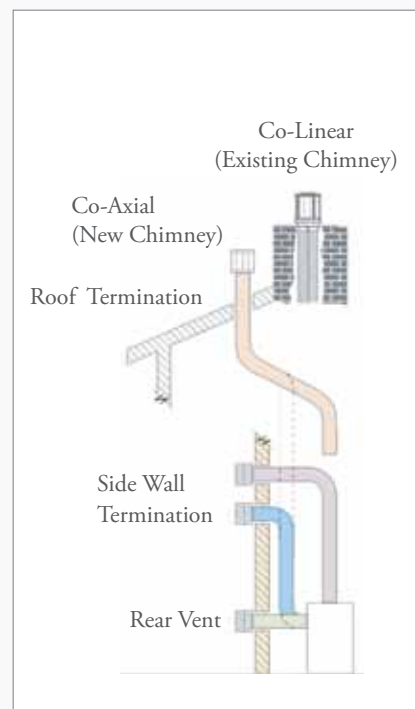 Co-Linear
(Existing Chimney)
Co-Axial
(New Chimney)
Roof Termination
Side Wall
Termination
Rear Vent